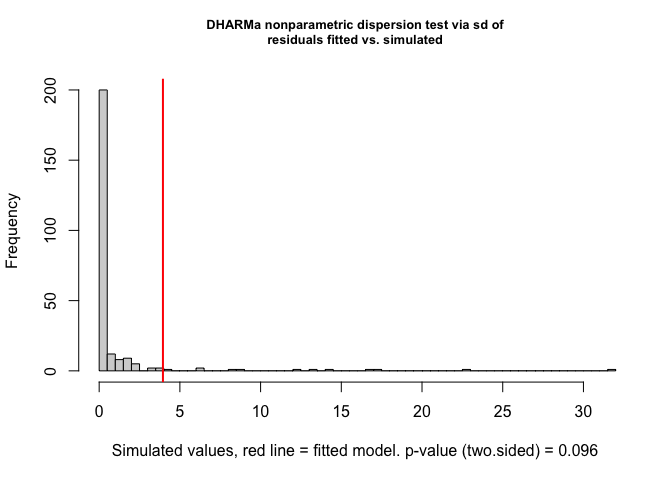 DHARMa nonparametric dispersion test via sd of
residuals fitted vs. simulated
200
150
100
50
0
Frequency
0 5 10 15 20 25 30
Simulated values, red line = fitted model. p-value (two.sided) = 0.096